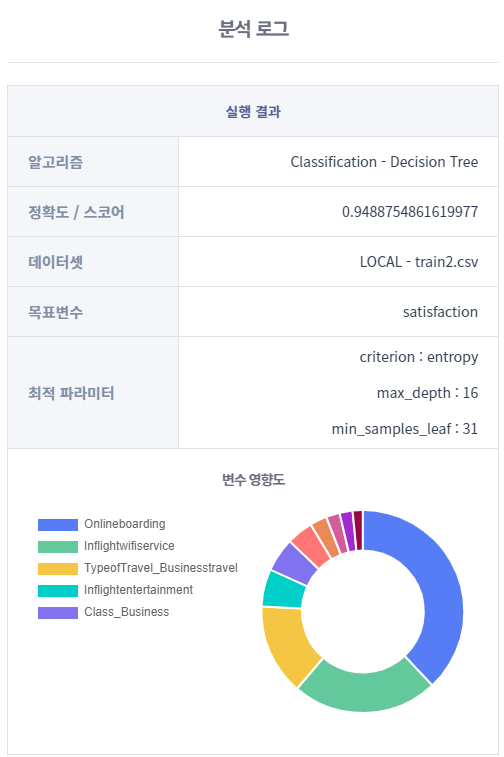 분석 로그
실행 결과
알고리즘 Classification - Decision Tree
정확도 / 스코어 0.9488754861619977
데이터셋 LOCAL - train2.csv
목표변수 satisfaction
최적 파라미터
criterion : entropy
max_depth : 16
min_samples_leaf : 31
변수 영향도
Onlineboarding
Inflightwifiservice
TypeofTravel_Businesstravel
Inflightentertainment
Class_Business